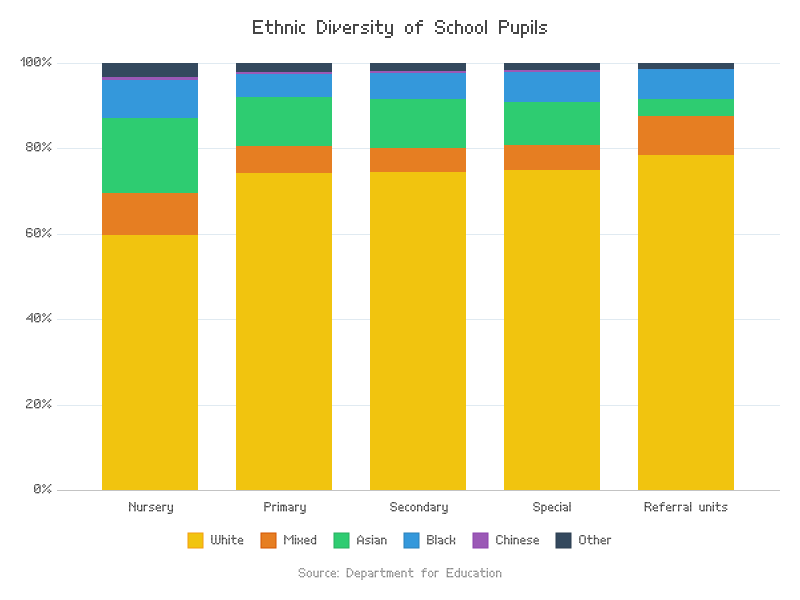 Ethnic Diversity of School Pupils
100%
80%
60%
40%
20%
0%
Nursery Primary Secondary Special Referral units
White Mixed Asian Black Chinese Other
Source: Department for Education